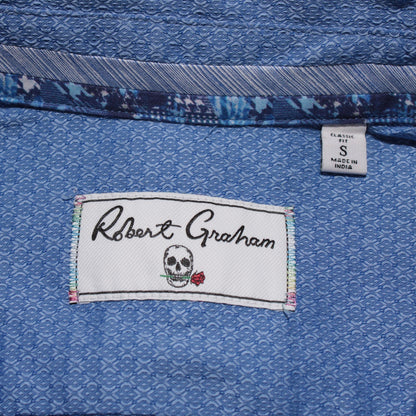 CLASSIC
FIT
S
MADE IN
INDIA
Robert Graham